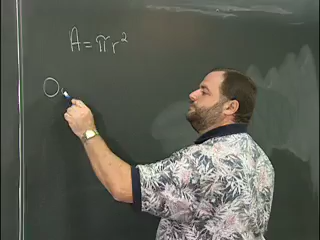 A = πr²